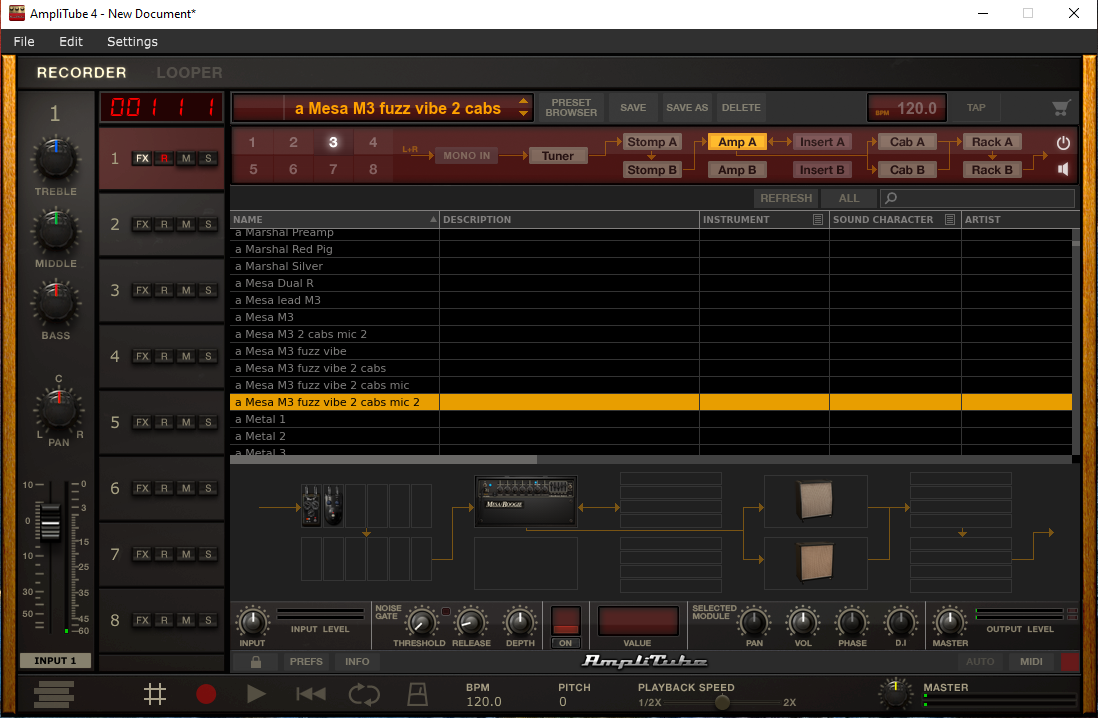 AmpliTube 4 - New Document*
File Edit Settings
RECORDER LOOPER
1
TREBLE
MIDDLE
BASS
C
L R
PAN
10 0
3
0
15
10 25
30 35
50 45
60
INPUT 1
001 1 1
1 FX R M S
2 FX R M S
3 FX R M S
4 FX R M S
5 FX R M S
6 FX R M S
7 FX R M S
8 FX R M S
a Mesa M3 fuzz vibe 2 cabs
PRESET BROWSER SAVE SAVE AS DELETE BPM 120.0 TAP
1 2 3 4
5 6 7 8
L+R MONO IN Tuner
Stomp A Amp A Insert A Cab A Rack A
Stomp B Amp B Insert B Cab B Rack B
REFRESH ALL
NAME DESCRIPTION INSTRUMENT SOUND CHARACTER ARTIST
a Marshal Preamp
a Marshal Red Pig
a Marshal Silver
a Mesa Dual R
a Mesa lead M3
a Mesa M3
a Mesa M3 2 cabs mic 2
a Mesa M3 fuzz vibe
a Mesa M3 fuzz vibe 2 cabs
a Mesa M3 fuzz vibe 2 cabs mic
a Mesa M3 fuzz vibe 2 cabs mic 2
a Metal 1
a Metal 2
a Metal 3
MESA/BOOGIE
INPUT INPUT LEVEL
NOISE GATE THRESHOLD RELEASE DEPTH
ON VALUE
SELECTED MODULE PAN VOL PHASE D.I
MASTER OUTPUT LEVEL
PREFS INFO AmpliTube AUTO MIDI
BPM 120.0
PITCH 0
PLAYBACK SPEED
1/2X 2X
MASTER